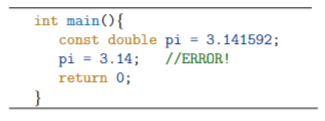 int main(){
const double pi = 3.141592;
pi = 3.14; //ERROR!
return 0;
}